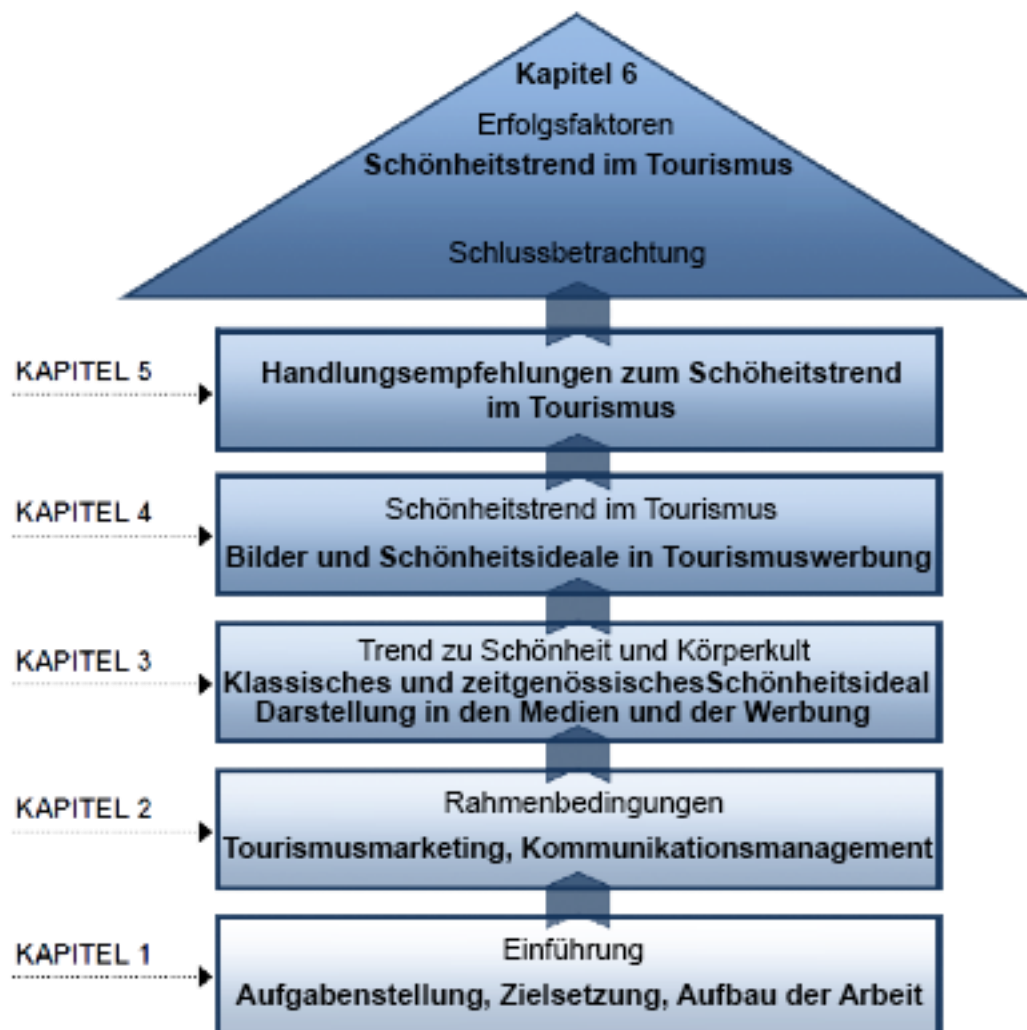 Kapitel 6
Erfolgsfaktoren
Schönheitstrend im Tourismus
Schlussbetrachtung
KAPITEL 5
Handlungsempfehlungen zum Schöheitstrend
im Tourismus
KAPITEL 4
Schönheitstrend im Tourismus
Bilder und Schönheitsideale in Tourismuswerbung
KAPITEL 3
Trend zu Schönheit und Körperkult
Klassisches und zeitgenössischesSchönheitsideal
Darstellung in den Medien und der Werbung
KAPITEL 2
Rahmenbedingungen
Tourismusmarketing, Kommunikationsmanagement
KAPITEL 1
Einführung
Aufgabenstellung, Zielsetzung, Aufbau der Arbeit